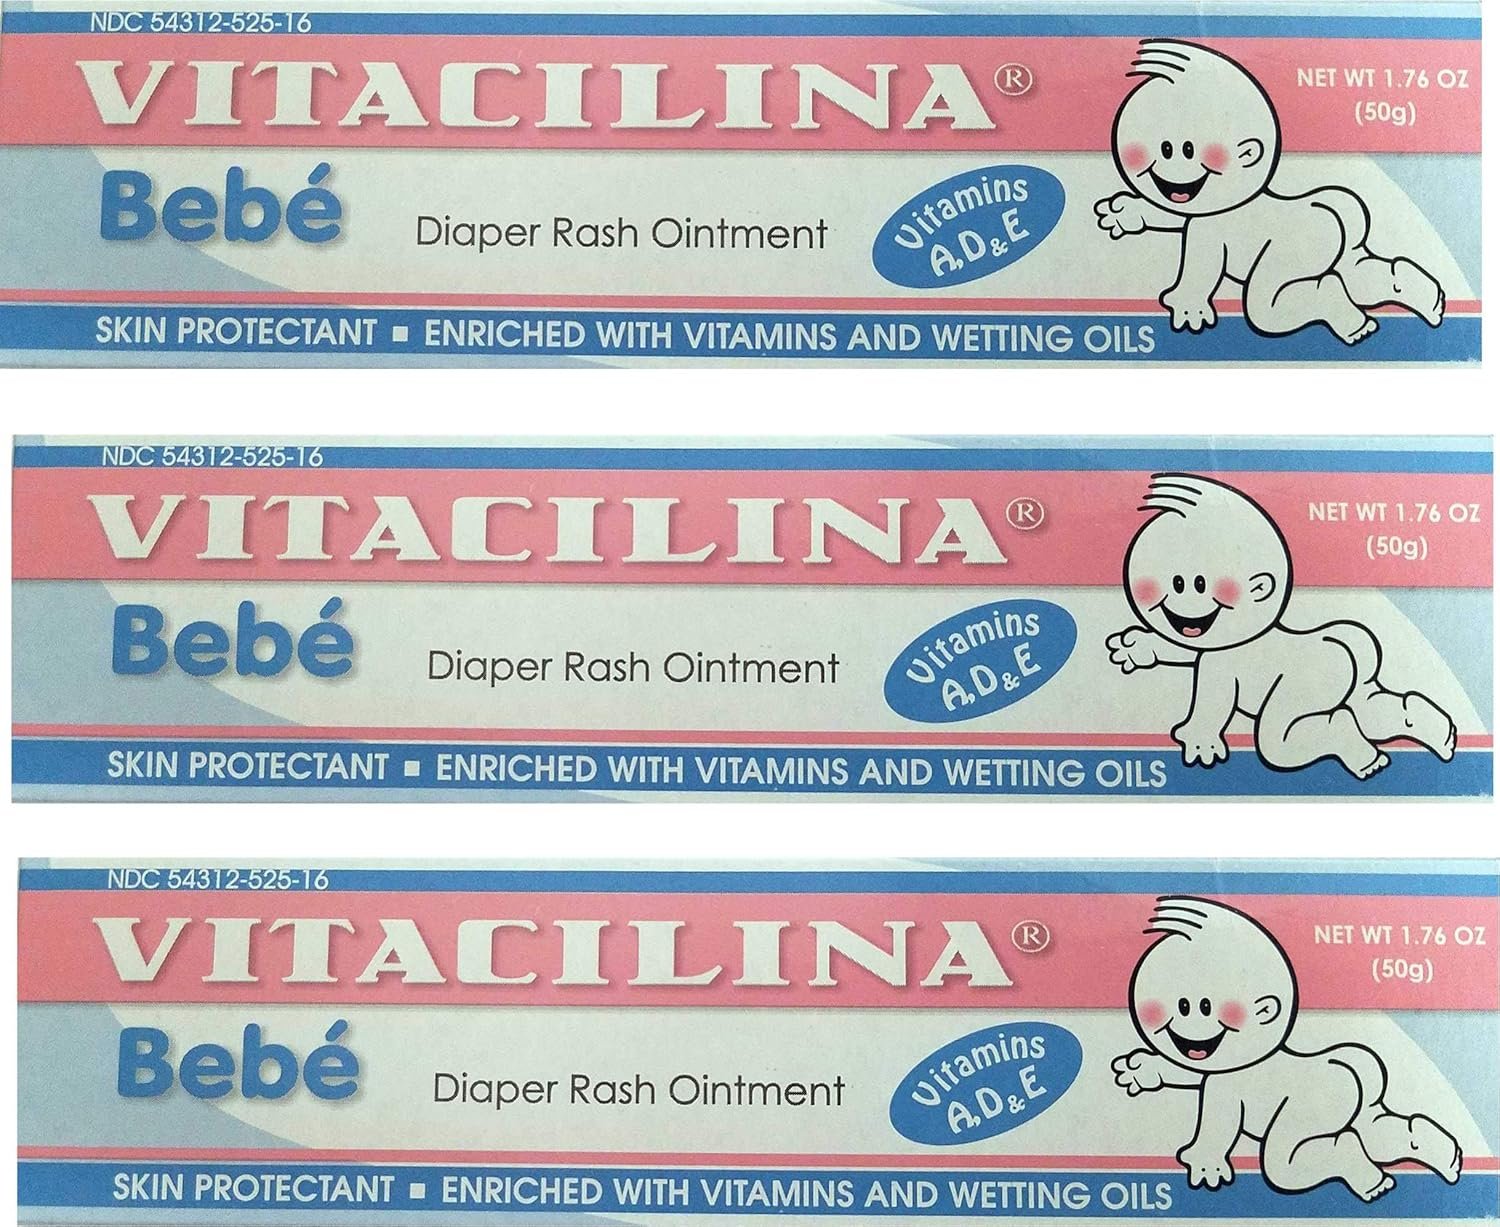 NDC 54312-525-16
VITACILINA®
NET WT 1.76 OZ
(50g)
Bebé
Diaper Rash Ointment
Vitamins
A,D&E
SKIN PROTECTANT ▪ ENRICHED WITH VITAMINS AND WETTING OILS
NDC 54312-525-16
VITACILINA®
NET WT 1.76 OZ
(50g)
Bebé
Diaper Rash Ointment
Vitamins
A,D&E
SKIN PROTECTANT ▪ ENRICHED WITH VITAMINS AND WETTING OILS
NDC 54312-525-16
VITACILINA®
NET WT 1.76 OZ
(50g)
Bebé
Diaper Rash Ointment
Vitamins
A,D&E
SKIN PROTECTANT ▪ ENRICHED WITH VITAMINS AND WETTING OILS